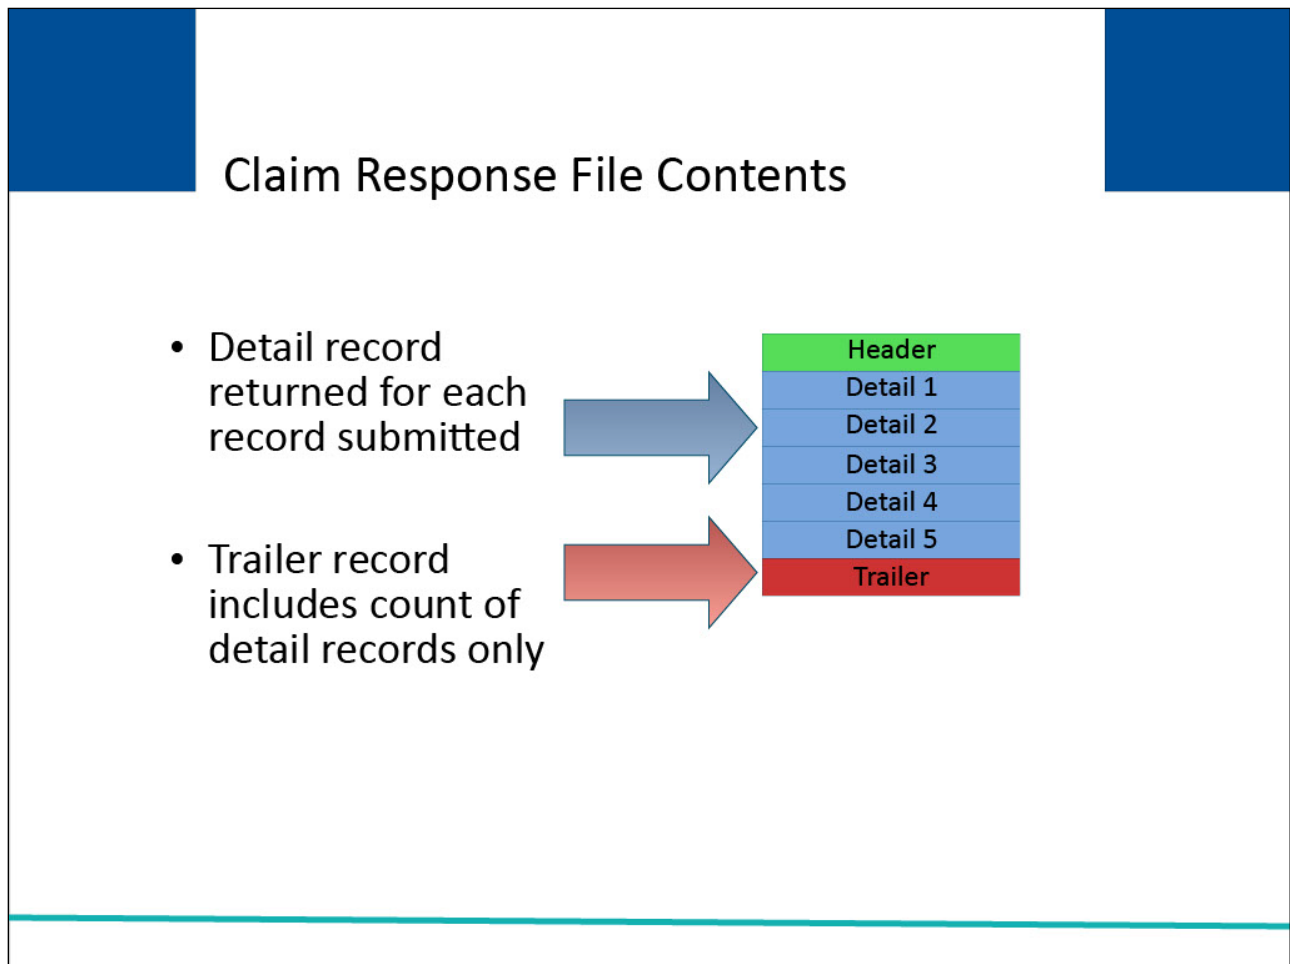 Claim Response File Contents
• Detail record
returned for each
record submitted
• Trailer record
includes count of
detail records only
Header
Detail 1
Detail 2
Detail 3
Detail 4
Detail 5
Trailer